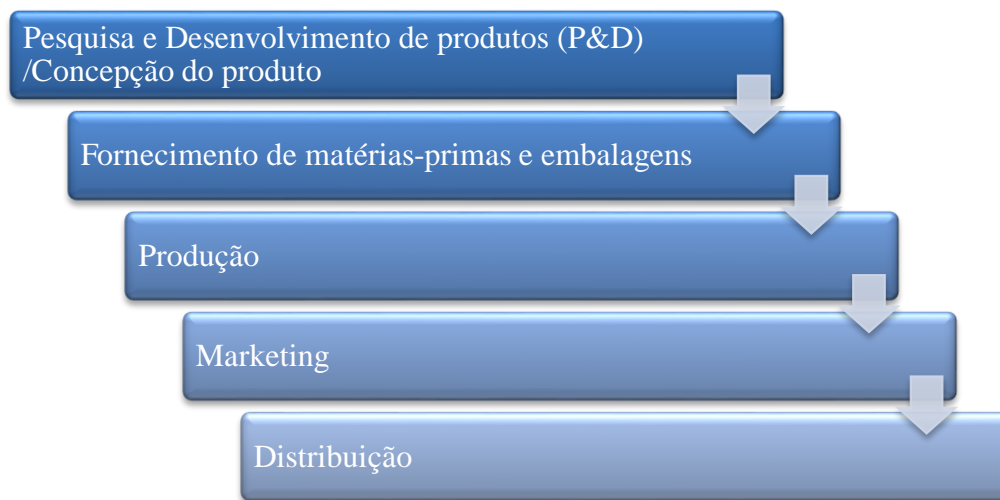 Pesquisa e Desenvolvimento de produtos (P&D)
/Concepção do produto
Fornecimento de matérias-primas e embalagens
Produção
Marketing
Distribuição